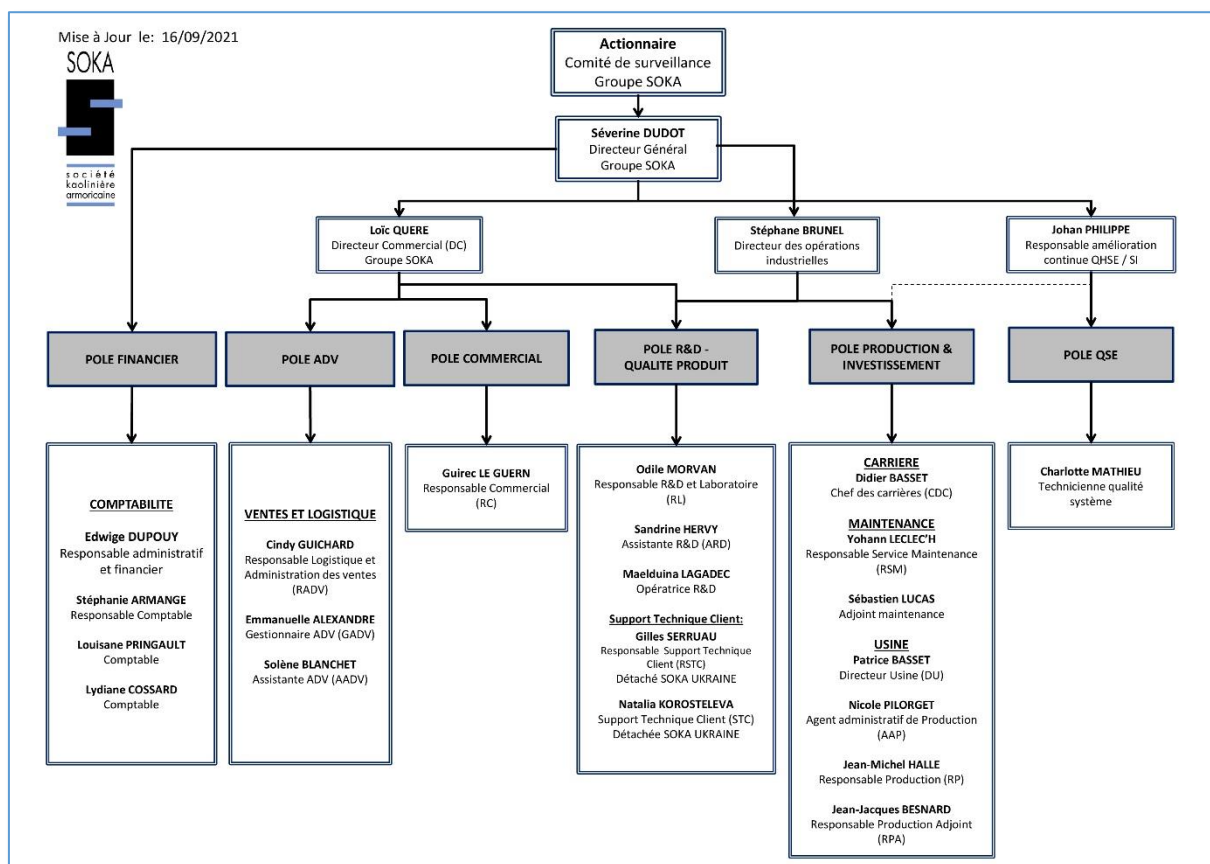 Mise à Jour le: 16/09/2021
SOKA
société
kaolinière
armoricaine
Actionnaire
Comité de surveillance
Groupe SOKA
Séverine DUDOT
Directeur Général
Groupe SOKA
Loïc QUERE
Directeur Commercial (DC)
Groupe SOKA
Stéphane BRUNEL
Directeur des opérations
industrielles
Johan PHILIPPE
Responsable amélioration
continue QHSE / SI
POLE FINANCIER
POLE ADV
POLE COMMERCIAL
POLE R&D -
QUALITE PRODUIT
POLE PRODUCTION &
INVESTISSEMENT
POLE QSE
COMPTABILITE
Edwige DUPOUY
Responsable administratif
et financier
Stéphanie ARMANGE
Responsable Comptable
Louisane PRINGAULT
Comptable
Lydiane COSSARD
Comptable
VENTES ET LOGISTIQUE
Cindy GUICHARD
Responsable Logistique et
Administration des ventes
(RADV)
Emmanuelle ALEXANDRE
Gestionnaire ADV (GADV)
Solène BLANCHET
Assistante ADV (AADV)
Guirec LE GUERN
Responsable Commercial
(RC)
Odile MORVAN
Responsable R&D et Laboratoire
(RL)
Sandrine HERVY
Assistante R&D (ARD)
Maelduina LAGADEC
Opératrice R&D
Support Technique Client:
Gilles SERRUAU
Responsable Support Technique
Client (RSTC)
Détaché SOKA UKRAINE
Natalia KOROSTELEVA
Support Technique Client (STC)
Détachée SOKA UKRAINE
CARRIERE
Didier BASSET
Chef des carrières (CDC)
MAINTENANCE
Yohann LECLEC'H
Responsable Service Maintenance
(RSM)
Sébastien LUCAS
Adjoint maintenance
USINE
Patrice BASSET
Directeur Usine (DU)
Nicole PILORGET
Agent administratif de Production
(AAP)
Jean-Michel HALLE
Responsable Production (RP)
Jean-Jacques BESNARD
Responsable Production Adjoint
(RPA)
Charlotte MATHIEU
Technicienne qualité
système